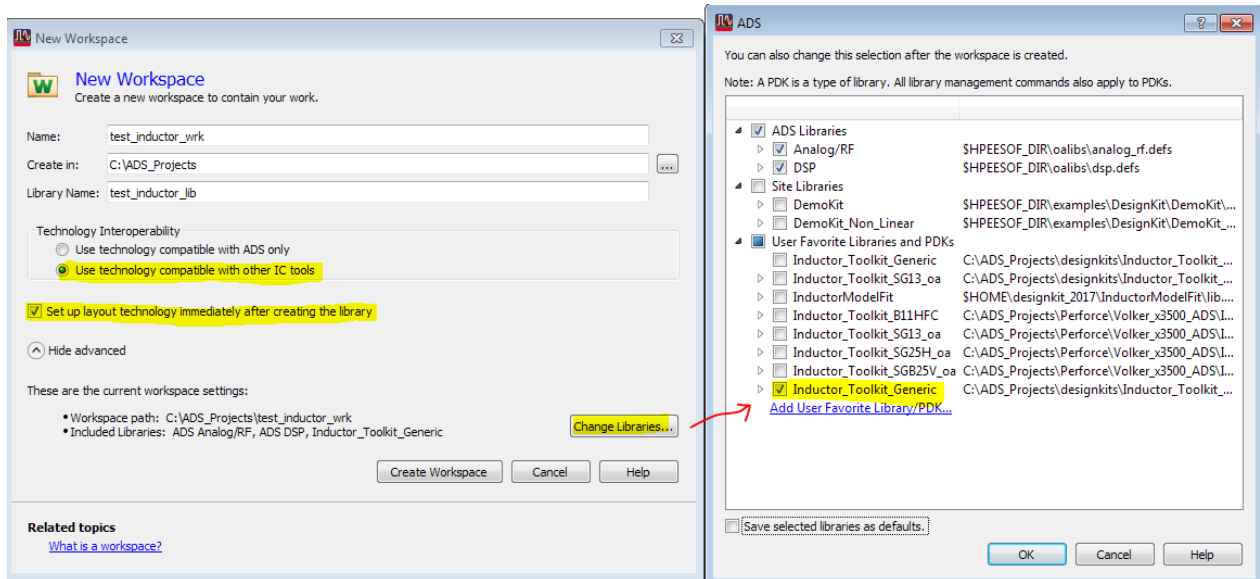 New Workspace
New Workspace
Create a new workspace to contain your work.
Name: test_inductor_wrk
Create in: C:\ADS_Projects ...
Library Name: test_inductor_lib
Technology Interoperability
Use technology compatible with ADS only
Use technology compatible with other IC tools
Set up layout technology immediately after creating the library
Hide advanced
These are the current workspace settings:
• Workspace path: C:\ADS_Projects\test_inductor_wrk
• Included Libraries: ADS Analog/RF, ADS DSP, Inductor_Toolkit_Generic
Change Libraries...
Create Workspace Cancel Help
Related topics
What is a workspace?
ADS
You can also change this selection after the workspace is created.
Note: A PDK is a type of library. All library management commands also apply to PDKs.
ADS Libraries
Analog/RF $HPEESOF_DIR\oalibs\analog_rf.defs
DSP $HPEESOF_DIR\oalibs\dsp.defs
Site Libraries
DemoKit $HPEESOF_DIR\examples\DesignKit\DemoKit\...
DemoKit_Non_Linear $HPEESOF_DIR\examples\DesignKit\DemoKit_...
User Favorite Libraries and PDKs
Inductor_Toolkit_Generic C:\ADS_Projects\designkits\Inductor_Toolkit_...
Inductor_Toolkit_SG13_oa C:\ADS_Projects\designkits\Inductor_Toolkit_...
InductorModelFit $HOME\designkit_2017\InductorModelFit\lib....
Inductor_Toolkit_B11HFC C:\ADS_Projects\Perforce\Volker_x3500_ADS\I...
Inductor_Toolkit_SG13_oa C:\ADS_Projects\Perforce\Volker_x3500_ADS\I...
Inductor_Toolkit_SG25H_oa C:\ADS_Projects\Perforce\Volker_x3500_ADS\I...
Inductor_Toolkit_SGB25V_oa C:\ADS_Projects\Perforce\Volker_x3500_ADS\I...
Inductor_Toolkit_Generic C:\ADS_Projects\designkits\Inductor_Toolkit_...
Add User Favorite Library/PDK...
Save selected libraries as defaults.
OK Cancel Help